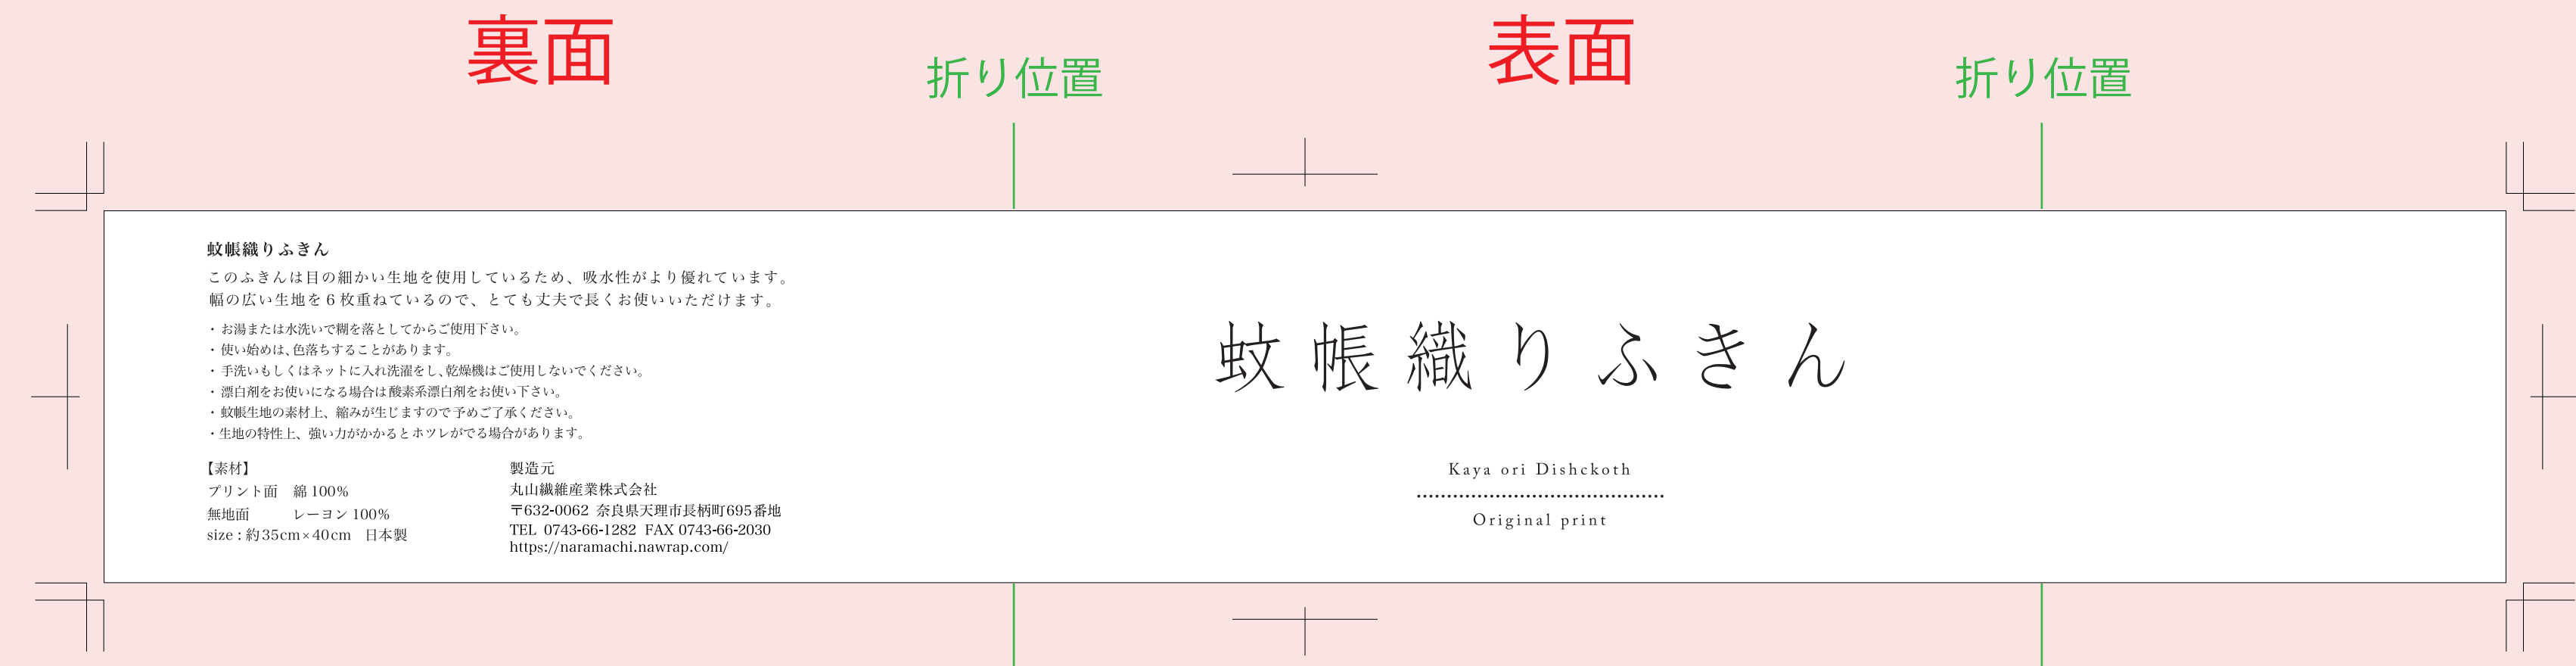 裏面
表面
折り位置
折り位置
蚊帳織りふきん
このふきんは目の細かい生地を使用しているため、吸水性がより優れています。
幅の広い生地を6枚重ねているので、とても丈夫で長くお使いいただけます。
・お湯または水洗いで糊を落としてからご使用下さい。
・使い始めは、色落ちすることがあります。
・手洗いもしくはネットに入れ洗濯をし、乾燥機はご使用しないでください。
・漂白剤をお使いになる場合は酸素系漂白剤をお使い下さい。
・蚊帳生地の素材上、縮みが生じますので予めご了承ください。
・生地の特性上、強い力がかかるとホツレがでる場合があります。
【素材】
プリント面 綿100%
無地面 レーヨン100%
size : 約35cm×40cm 日本製
製造元
丸山繊維産業株式会社
〒632-0062 奈良県天理市長柄町695番地
TEL 0743-66-1282 FAX 0743-66-2030
https://naramachi.nawrap.com/
蚊帳織りふきん
Kaya ori Dishckoth
Original print